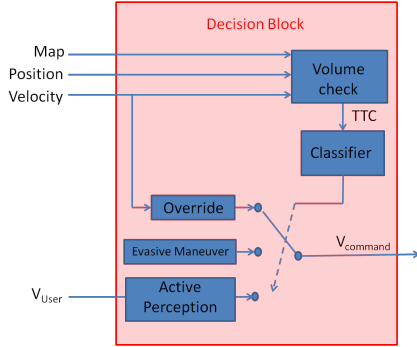 Decision Block
Map
Position
Velocity
Volume
check
TTC
Classifier
Override
Evasive Maneuver
Vcommand
VUser
Active
Perception